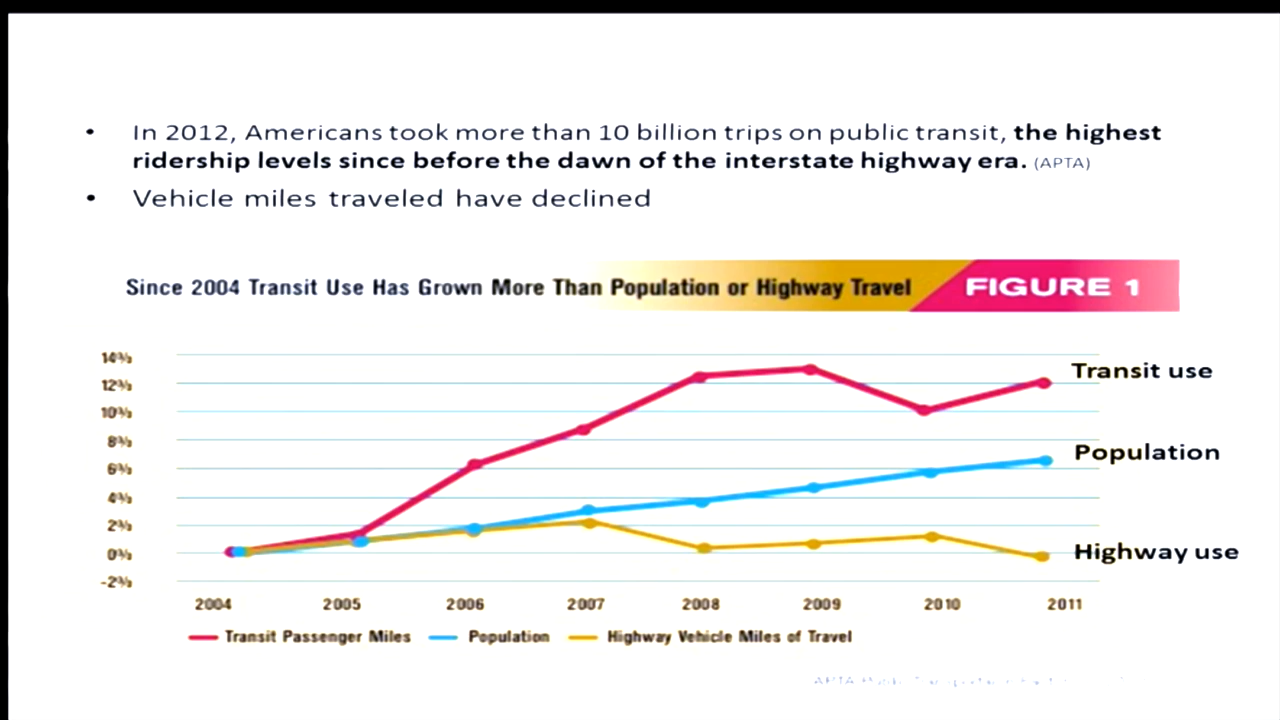 • In 2012, Americans took more than 10 billion trips on public transit, the highest
ridership levels since before the dawn of the interstate highway era. (APTA)
• Vehicle miles traveled have declined
Since 2004 Transit Use Has Grown More Than Population or Highway Travel FIGURE 1
14%
12%
10%
8%
6%
4%
2%
0%
-2%
Transit use
Population
Highway use
2004 2005 2006 2007 2008 2009 2010 2011
Transit Passenger Miles Population Highway Vehicle Miles of Travel
APTA